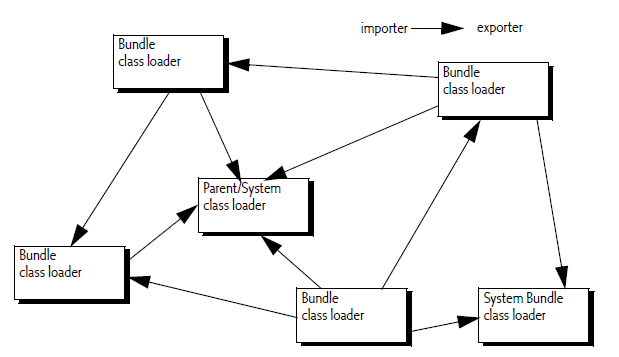 importer exporter
Bundle
class loader
Bundle
class loader
Parent/System
class loader
Bundle
class loader
Bundle
class loader
System Bundle
class loader